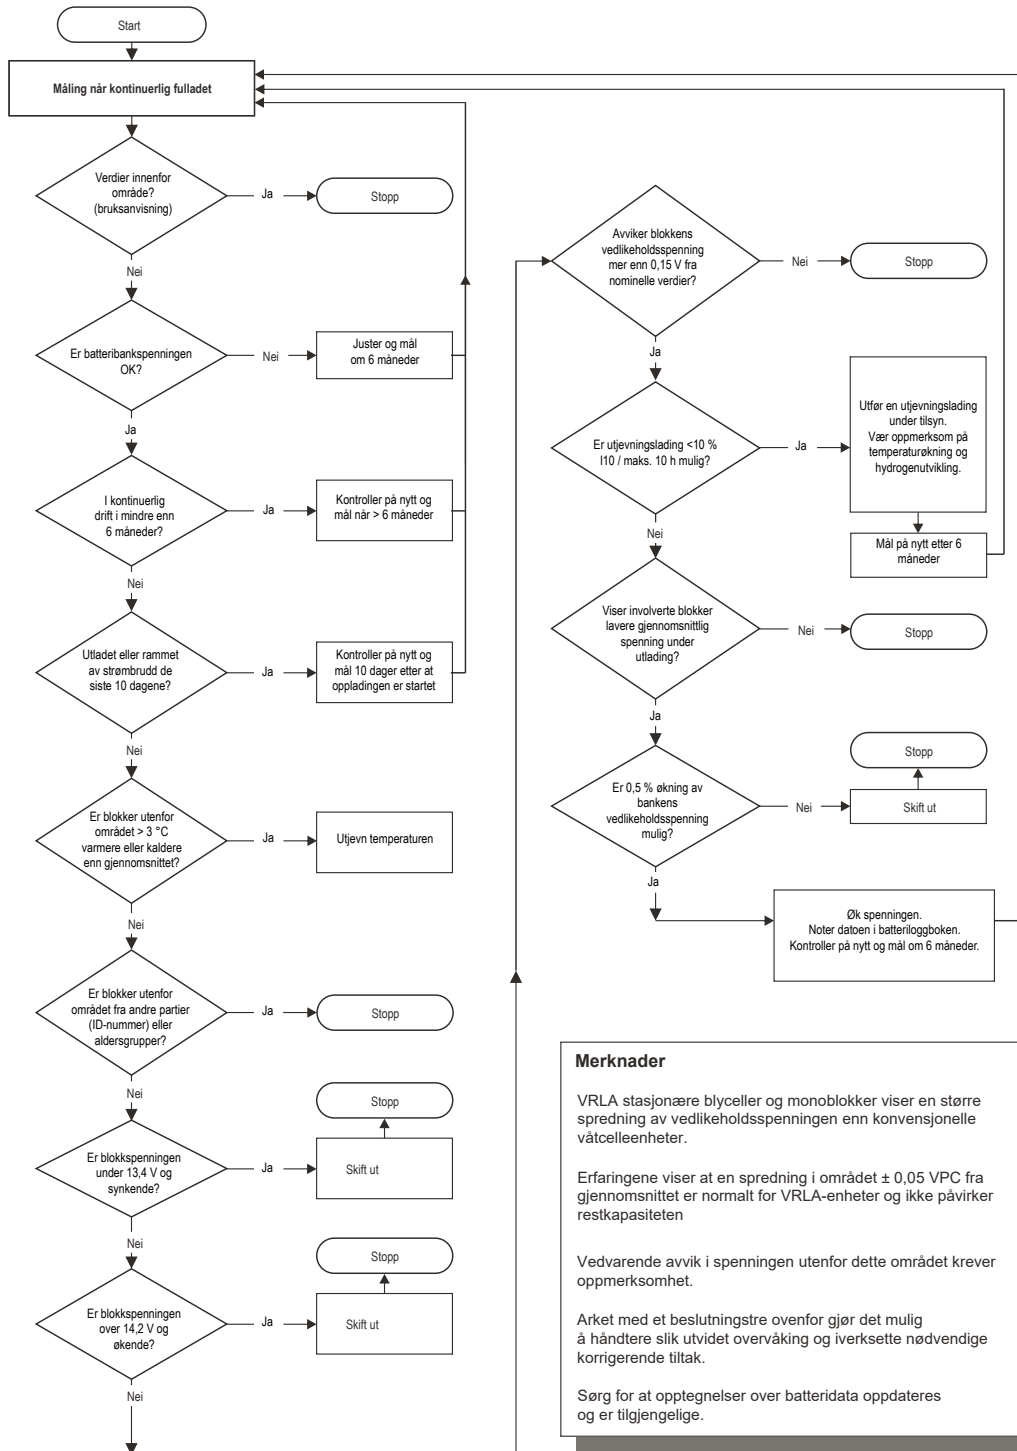 Start
Måling når kontinuerlig fulladet
Verdier innenfor
område?
(bruksanvisning)
Ja
Stopp
Nei
Er batteribankspenningen
OK?
Nei
Juster og mål
om 6 måneder
Ja
I kontinuerlig
drift i mindre enn
6 måneder?
Ja
Kontroller på nytt og
mål når > 6 måneder
Nei
Utladet eller rammet
av strømbrudd de
siste 10 dagene?
Ja
Kontroller på nytt og
mål 10 dager etter at
oppladingen er startet
Nei
Er blokker utenfor
området > 3 °C
varmere eller kaldere
enn gjennomsnittet?
Ja
Utjevn temperaturen
Nei
Er blokker utenfor
området fra andre partier
(ID-nummer) eller
aldersgrupper?
Ja
Stopp
Nei
Er blokkspenningen
under 13,4 V og
synkende?
Ja
Skift ut
Stopp
Nei
Er blokkspenningen
over 14,2 V og
økende?
Ja
Skift ut
Stopp
Nei
Avviker blokkens
vedlikeholdsspenning
mer enn 0,15 V fra
nominelle verdier?
Nei
Stopp
Ja
Er utjevningslading <10 %
I10 / maks. 10 h mulig?
Ja
Utfør en utjevningslading
under tilsyn.
Vær oppmerksom på
temperaturøkning og
hydrogenutvikling.
Mål på nytt etter 6
måneder
Nei
Viser involverte blokker
lavere gjennomsnittlig
spenning under
utlading?
Nei
Stopp
Ja
Er 0,5 % økning av
bankens
vedlikeholdsspenning
mulig?
Nei
Skift ut
Stopp
Ja
Øk spenningen.
Noter datoen i batteriloggboken.
Kontroller på nytt og mål om 6 måneder.
Merknader
VRLA stasjonære blyceller og monoblokker viser en større
spredning av vedlikeholdsspenningen enn konvensjonelle
våtcelleenheter.
Erfaringene viser at en spredning i området ± 0,05 VPC fra
gjennomsnittet er normalt for VRLA-enheter og ikke påvirker
restkapasiteten
Vedvarende avvik i spenningen utenfor dette området krever
oppmerksomhet.
Arket med et beslutningstre ovenfor gjør det mulig
å håndtere slik utvidet overvåking og iverksette nødvendige
korrigerende tiltak.
Sørg for at opptegnelser over batteridata oppdateres
og er tilgjengelige.